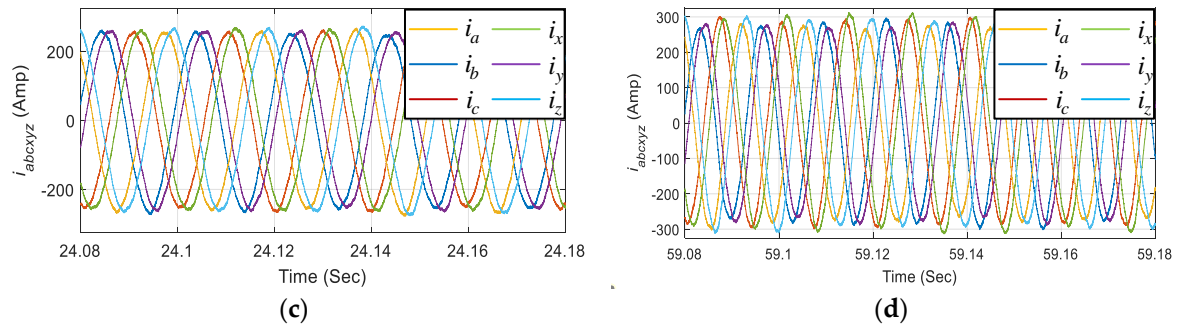 200
0
-200
i_abcxyz (Amp)
i_a i_x
i_b i_y
i_c i_z
24.08 24.1 24.12 24.14 24.16 24.18
Time (Sec)
(c)
300
200
100
0
-100
-200
-300
i_abcxyz (Amp)
i_a i_x
i_b i_y
i_c i_z
59.08 59.1 59.12 59.14 59.16 59.18
Time (Sec)
(d)